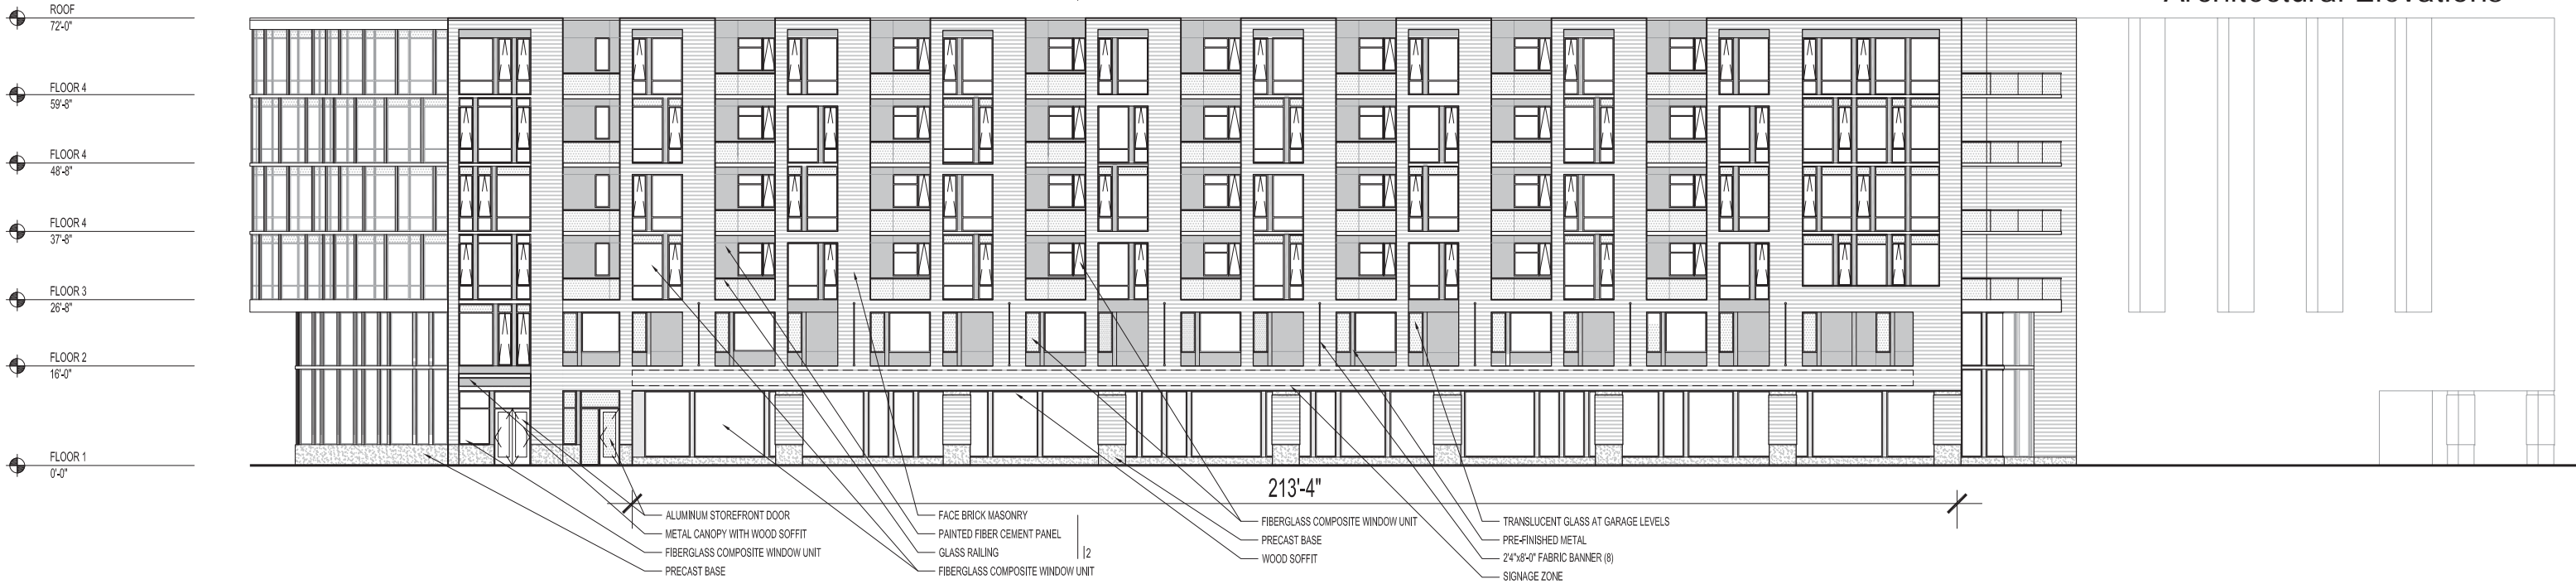 Architectural Elevations
ROOF
72'-0"
FLOOR 4
59'-8"
FLOOR 4
48'-8"
FLOOR 4
37'-8"
FLOOR 3
26'-8"
FLOOR 2
16'-0"
FLOOR 1
0'-0"
213'-4"
ALUMINUM STOREFRONT DOOR
METAL CANOPY WITH WOOD SOFFIT
FIBERGLASS COMPOSITE WINDOW UNIT
PRECAST BASE
FACE BRICK MASONRY
PAINTED FIBER CEMENT PANEL
GLASS RAILING
FIBERGLASS COMPOSITE WINDOW UNIT
2
FIBERGLASS COMPOSITE WINDOW UNIT
PRECAST BASE
WOOD SOFFIT
TRANSLUCENT GLASS AT GARAGE LEVELS
PRE-FINISHED METAL
2'4"x8'-0" FABRIC BANNER (8)
SIGNAGE ZONE